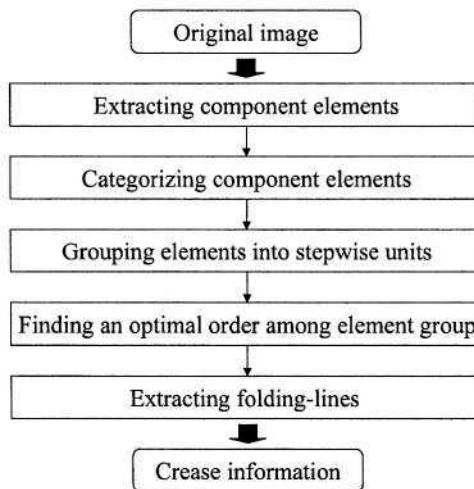 Original image
Extracting component elements
Categorizing component elements
Grouping elements into stepwise units
Finding an optimal order among element group
Extracting folding-lines
Crease information